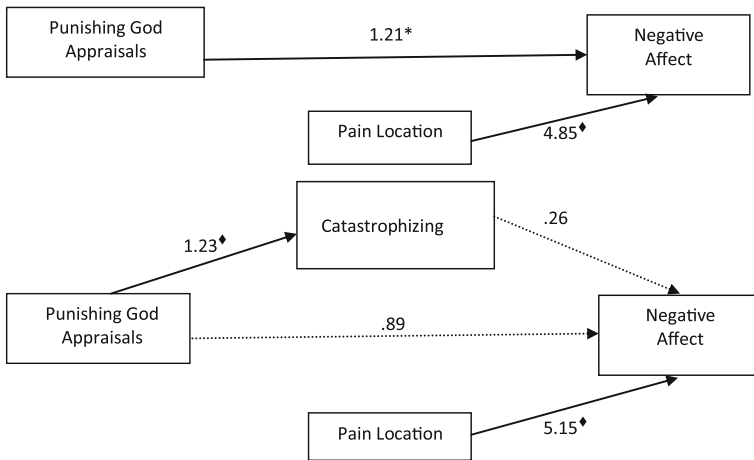 Punishing God
Appraisals
1.21*
Negative
Affect
Pain Location
4.85♦
Catastrophizing
.26
1.23♦
Punishing God
Appraisals
.89
Negative
Affect
Pain Location
5.15♦